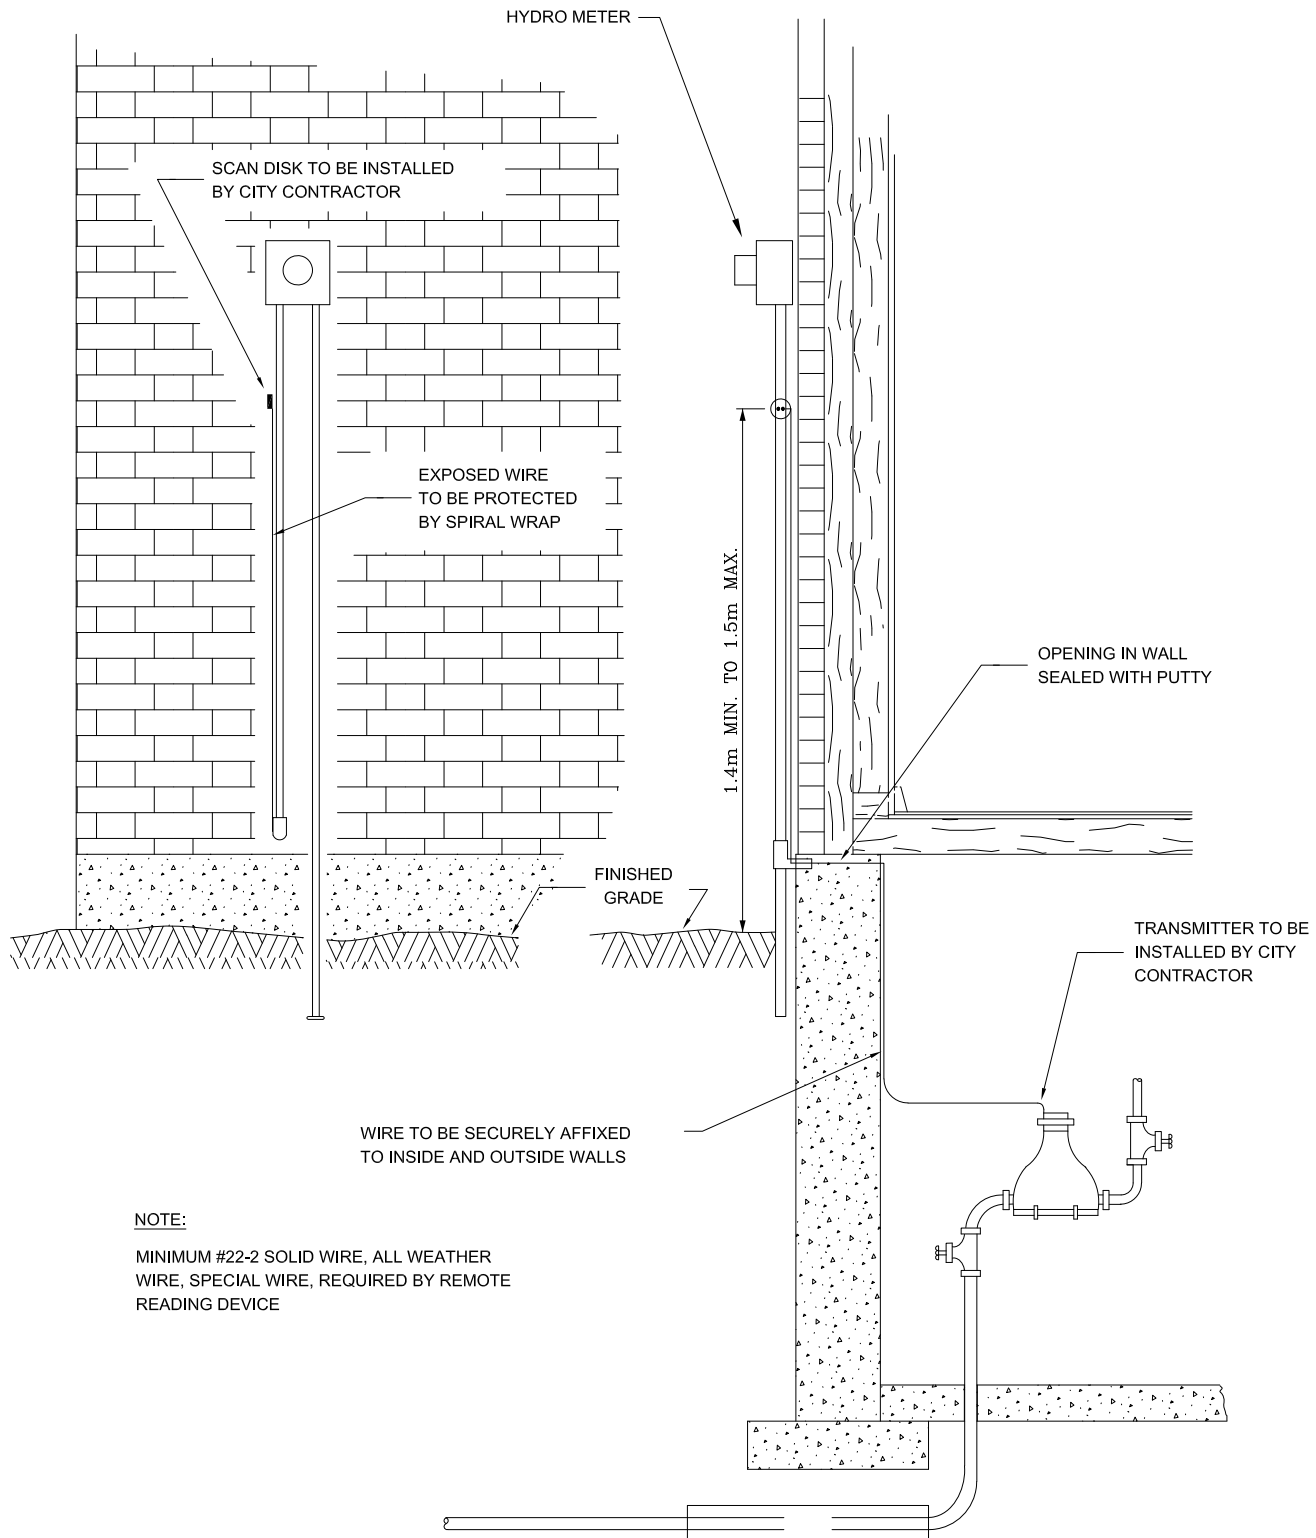 HYDRO METER
SCAN DISK TO BE INSTALLED
BY CITY CONTRACTOR
EXPOSED WIRE
TO BE PROTECTED
BY SPIRAL WRAP
1.4m MIN. TO 1.5m MAX.
OPENING IN WALL
SEALED WITH PUTTY
FINISHED
GRADE
TRANSMITTER TO BE
INSTALLED BY CITY
CONTRACTOR
WIRE TO BE SECURELY AFFIXED
TO INSIDE AND OUTSIDE WALLS
NOTE:
MINIMUM #22-2 SOLID WIRE, ALL WEATHER
WIRE, SPECIAL WIRE, REQUIRED BY REMOTE
READING DEVICE